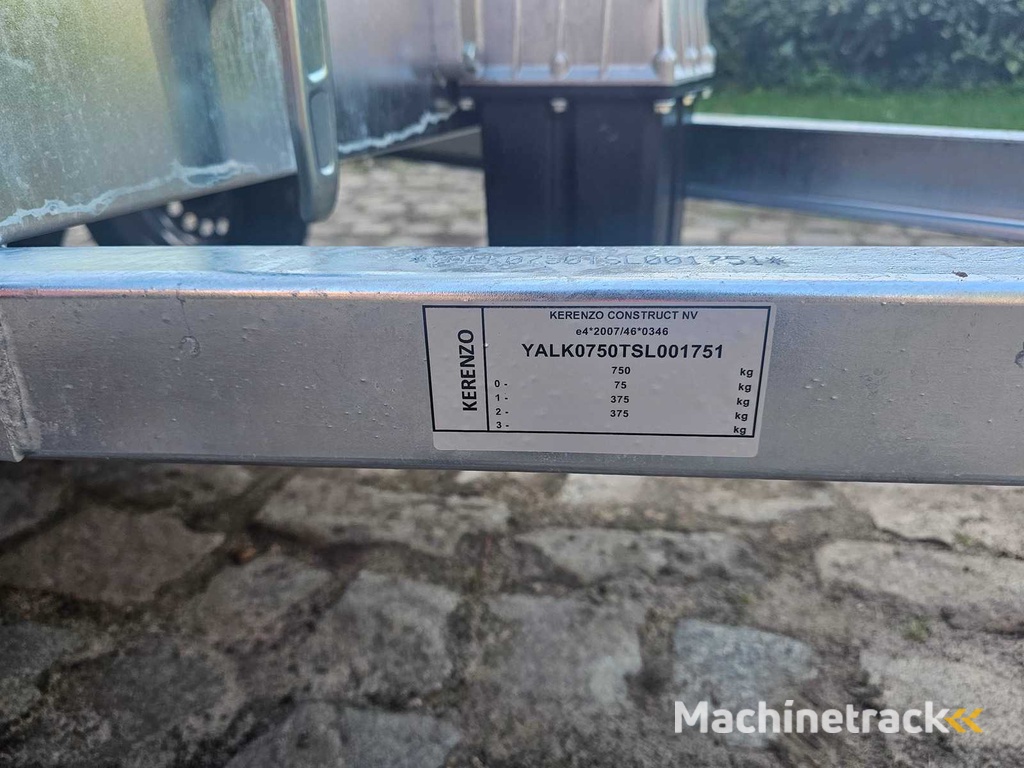 *YALK0750TSL001751*
KERENZO
KERENZO CONSTRUCT NV
e4*2007/46*0346
YALK0750TSL001751
750 kg
0 - 75 kg
1 - 375 kg
2 - 375 kg
3 - kg
Machinetrack